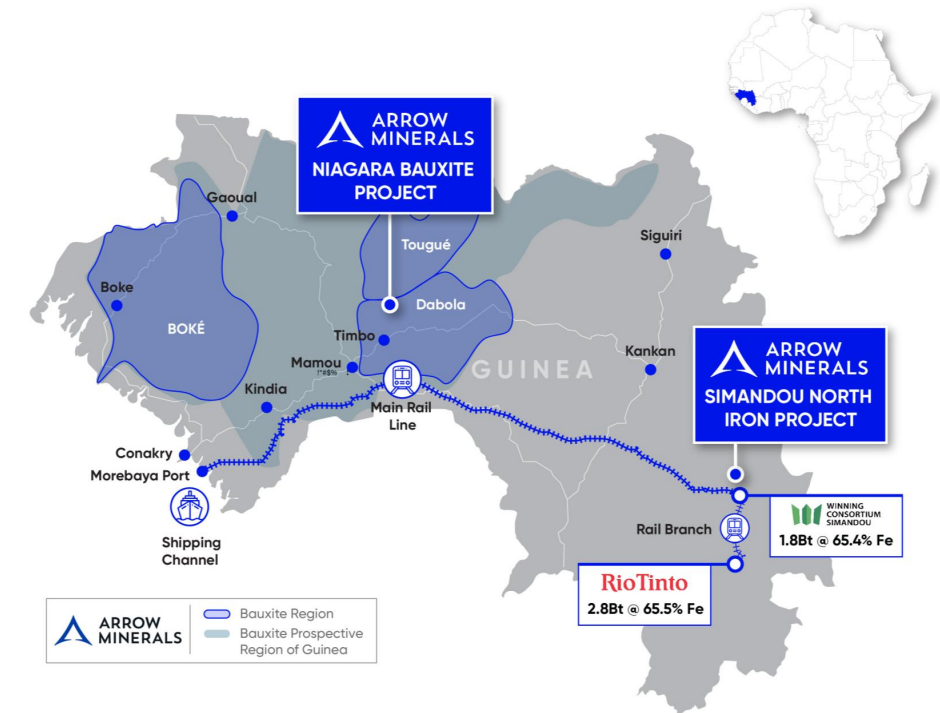 ARROW
MINERALS
NIAGARA BAUXITE
PROJECT
Gaoual
Tougué
Siguiri
Boke
Dabola
BOKÉ
Timbo
Mamou
!"#$%
GUINEA
Kankan
ARROW
MINERALS
SIMANDOU NORTH
IRON PROJECT
Kindia
Main Rail
Line
Conakry
Morebaya Port
Shipping
Channel
Rail Branch
WINNING
CONSORTIUM
SIMANDOU
1.8Bt @ 65.4% Fe
RioTinto
2.8Bt @ 65.5% Fe
ARROW
MINERALS
Bauxite Region
Bauxite Prospective
Region of Guinea